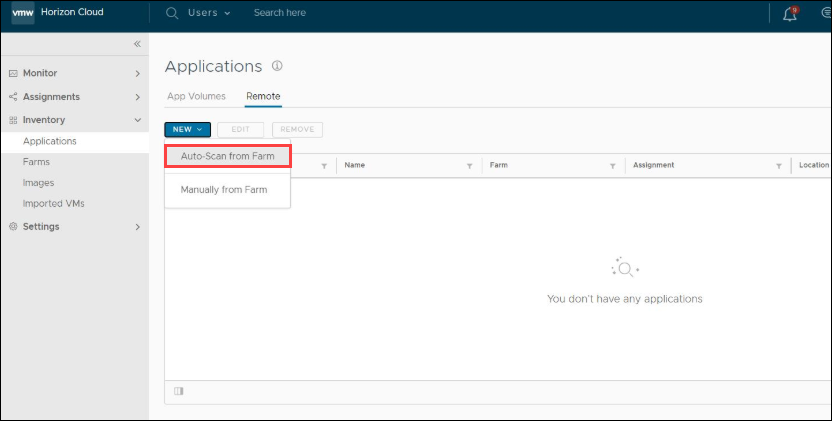 vmw Horizon Cloud Users Search here 9
Applications
App Volumes Remote
NEW EDIT REMOVE
Auto-Scan from Farm
Manually from Farm
Name Farm Assignment Location
You don't have any applications
Monitor
Assignments
Inventory
Applications
Farms
Images
Imported VMs
Settings